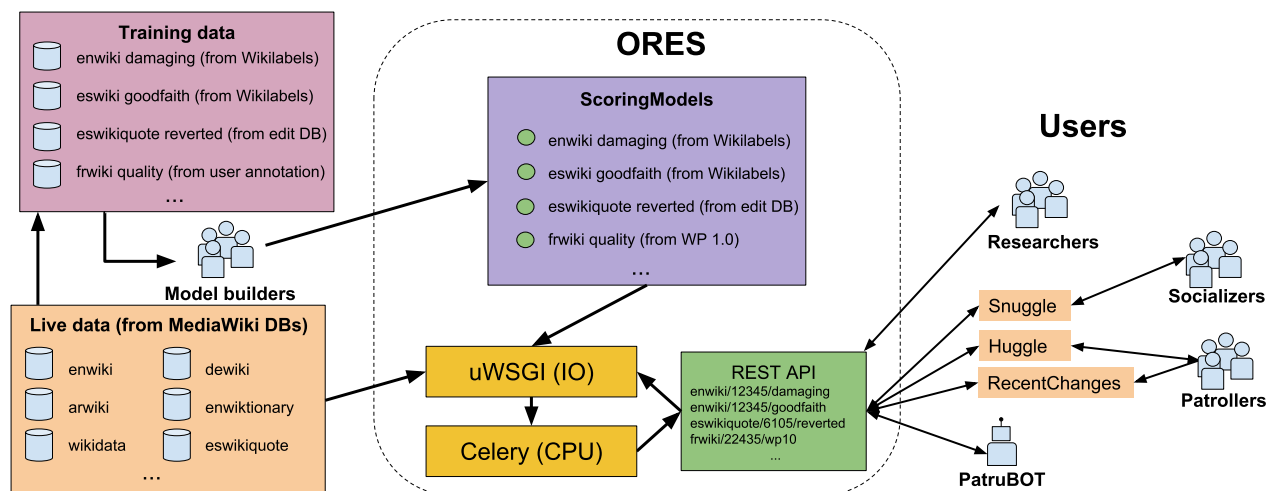 Training data
enwiki damaging (from Wikilabels)
eswiki goodfaith (from Wikilabels)
eswikiquote reverted (from edit DB)
frwiki quality (from user annotation)
...
Model builders
Live data (from MediaWiki DBs)
enwiki
dewiki
arwiki
enwiktionary
wikidata
eswikiquote
...
ORES
ScoringModels
enwiki damaging (from Wikilabels)
eswiki goodfaith (from Wikilabels)
eswikiquote reverted (from edit DB)
frwiki quality (from WP 1.0)
...
uWSGI (IO)
Celery (CPU)
REST API
enwiki/12345/damaging
enwiki/12345/goodfaith
eswikiquote/6105/reverted
frwiki/22435/wp10
...
Users
Researchers
Socializers
Snuggle
Huggle
RecentChanges
Patrollers
PatruBOT